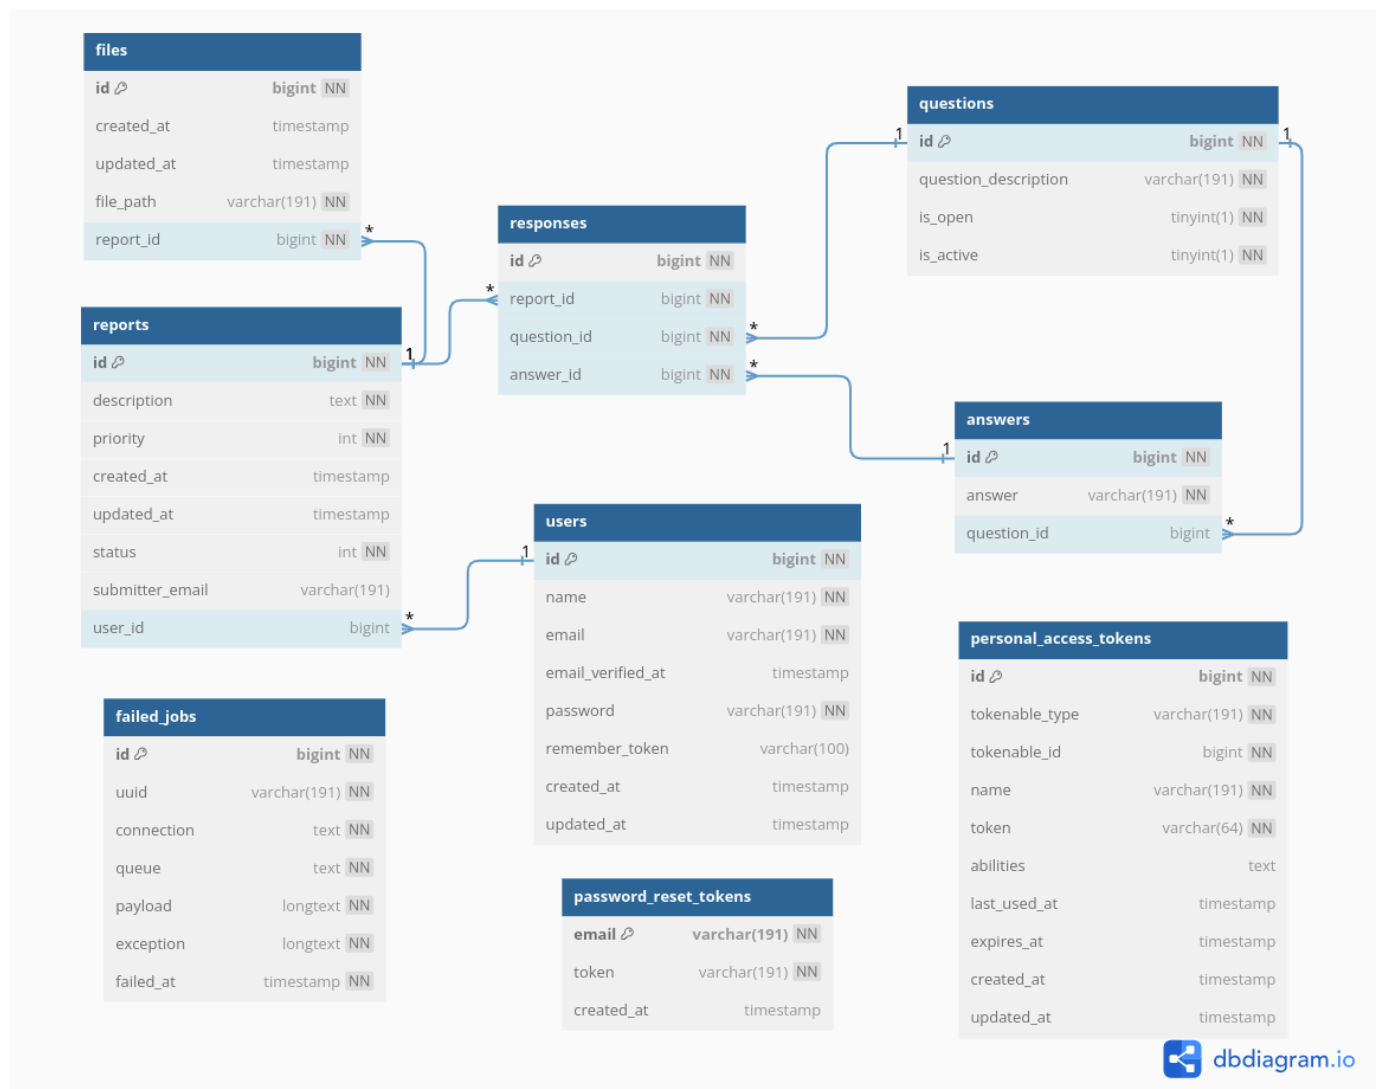 files
id bigint NN
created_at timestamp
updated_at timestamp
file_path varchar(191) NN
report_id bigint NN
*
reports
id bigint NN
1
description text NN
priority int NN
created_at timestamp
updated_at timestamp
status int NN
submitter_email varchar(191)
user_id bigint
*
failed_jobs
id bigint NN
uuid varchar(191) NN
connection text NN
queue text NN
payload longtext NN
exception longtext NN
failed_at timestamp NN
responses
id bigint NN
* report_id bigint NN
question_id bigint NN *
answer_id bigint NN *
users
1 id bigint NN
name varchar(191) NN
email varchar(191) NN
email_verified_at timestamp
password varchar(191) NN
remember_token varchar(100)
created_at timestamp
updated_at timestamp
password_reset_tokens
email varchar(191) NN
token varchar(191) NN
created_at timestamp
questions
1 id bigint NN 1
question_description varchar(191) NN
is_open tinyint(1) NN
is_active tinyint(1) NN
answers
1 id bigint NN
answer varchar(191) NN
question_id bigint *
personal_access_tokens
id bigint NN
tokenable_type varchar(191) NN
tokenable_id bigint NN
name varchar(191) NN
token varchar(64) NN
abilities text
last_used_at timestamp
expires_at timestamp
created_at timestamp
updated_at timestamp
dbdiagram.io